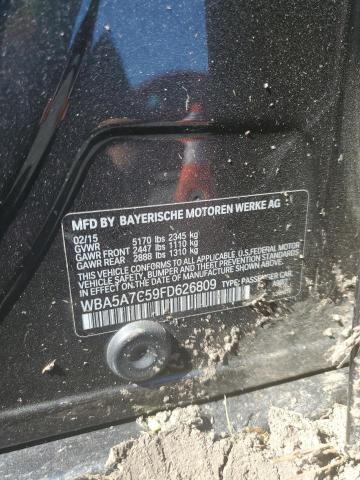 MFD BY BAYERISCHE MOTOREN WERKE AG
02/15
GVWR 5170 lbs 2345 kg
GAWR FRONT 2447 lbs 1110 kg
GAWR REAR 2888 lbs 1310 kg
THIS VEHICLE CONFORMS TO ALL APPLICABLE U.S.FEDERAL MOTOR
VEHICLE SAFETY, BUMPER, AND THEFT PREVENTION STANDARDS
IN EFFECT ON THE DATE OF MANUFACTURE SHOWN ABOVE.
WBA5A7C59FD626809 TYPE: PASSENGER CAR